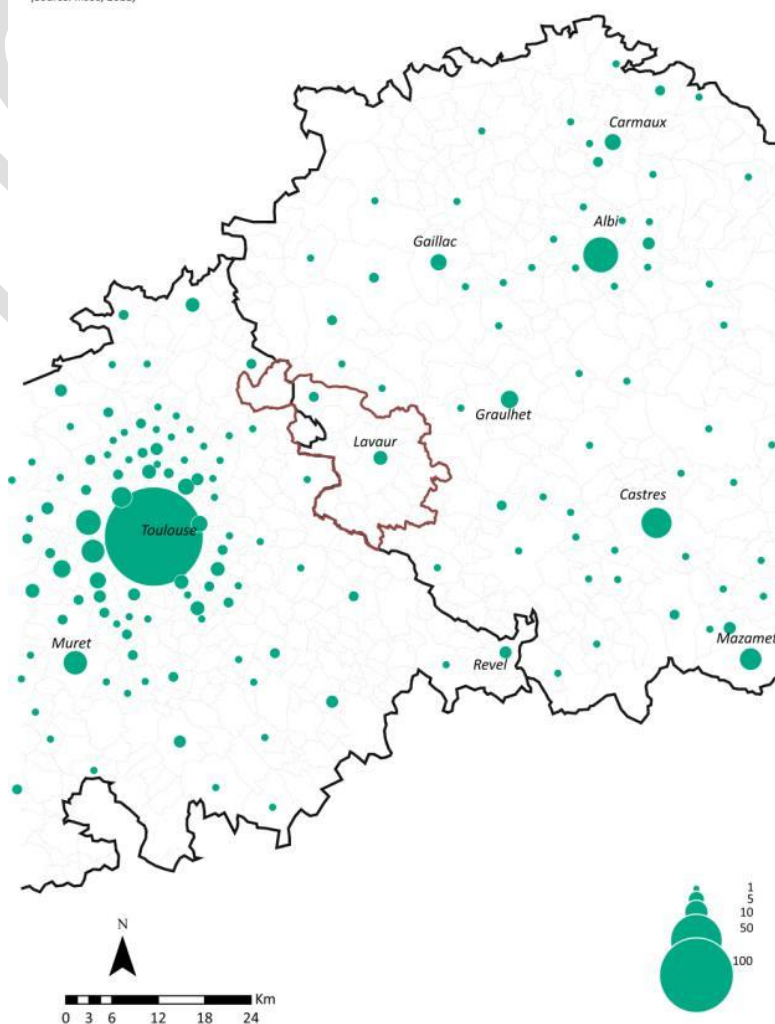 Carmaux
Albi
Gaillac
Graulhet
Lavaur
Castres
Toulouse
Muret
Mazamet
Revel
1
5
10
50
100
N
Km
0 3 6 12 18 24